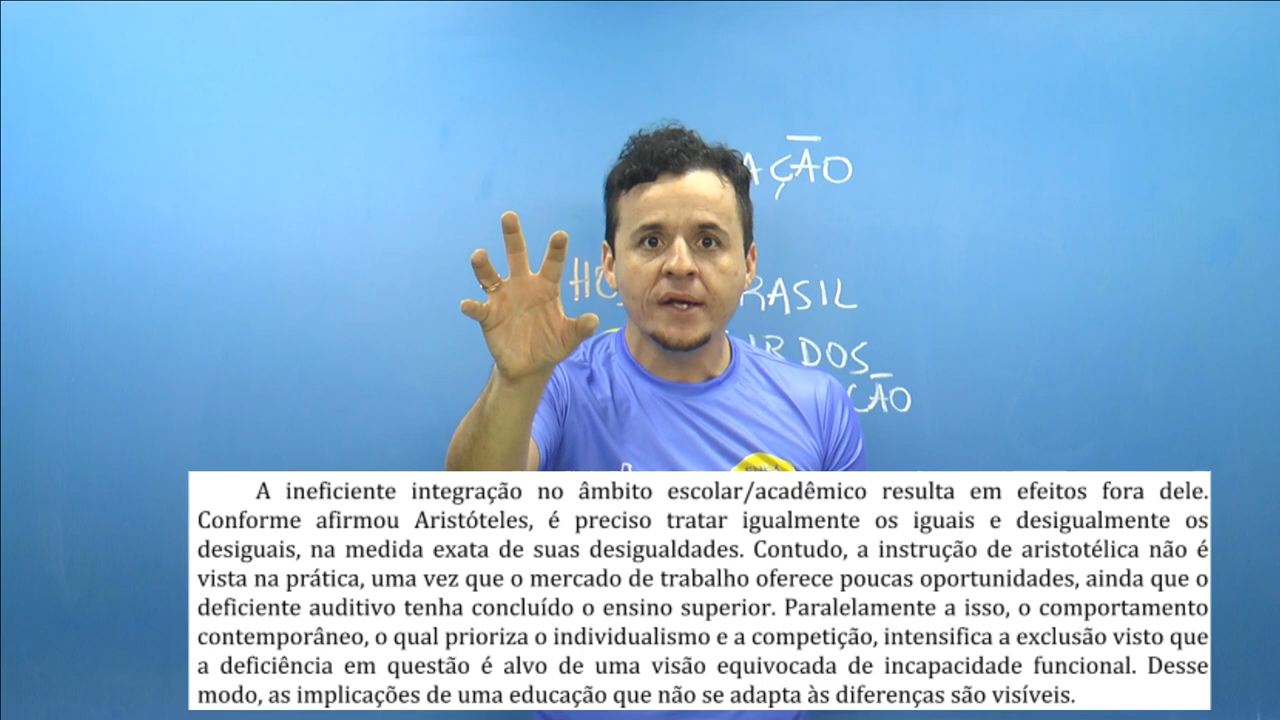 AÇÃO
BRASIL
DOS
A ineficiente integração no âmbito escolar/acadêmico resulta em efeitos fora dele.
Conforme afirmou Aristóteles, é preciso tratar igualmente os iguais e desigualmente os
desiguais, na medida exata de suas desigualdades. Contudo, a instrução de aristotélica não é
vista na prática, uma vez que o mercado de trabalho oferece poucas oportunidades, ainda que o
deficiente auditivo tenha concluído o ensino superior. Paralelamente a isso, o comportamento
contemporâneo, o qual prioriza o individualismo e a competição, intensifica a exclusão visto que
a deficiência em questão é alvo de uma visão equivocada de incapacidade funcional. Desse
modo, as implicações de uma educação que não se adapta às diferenças são visíveis.